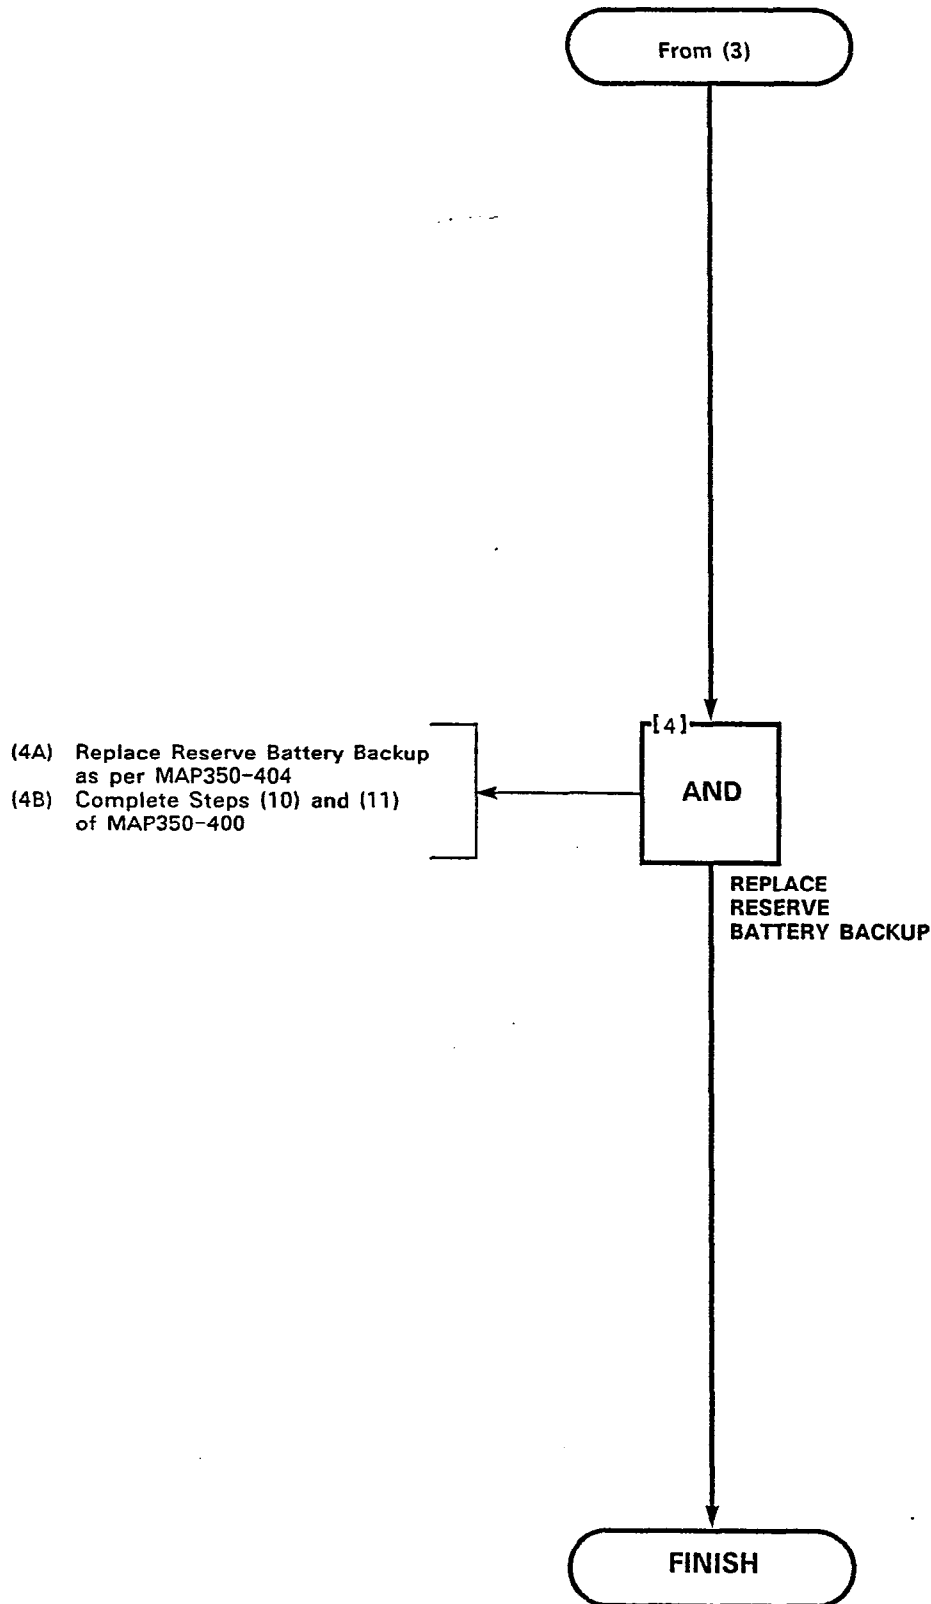 From (3)
[4]
(4A) Replace Reserve Battery Backup
as per MAP350-404
(4B) Complete Steps (10) and (11)
of MAP350-400
AND
REPLACE
RESERVE
BATTERY BACKUP
FINISH